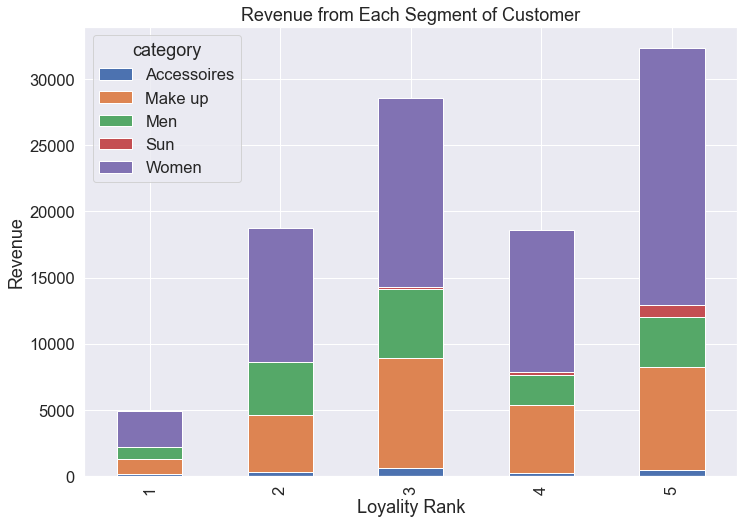 Revenue from Each Segment of Customer
category
Accessoires
Make up
Men
Sun
Women
Revenue
30000
25000
20000
15000
10000
5000
0
1
2
3
4
5
Loyality Rank